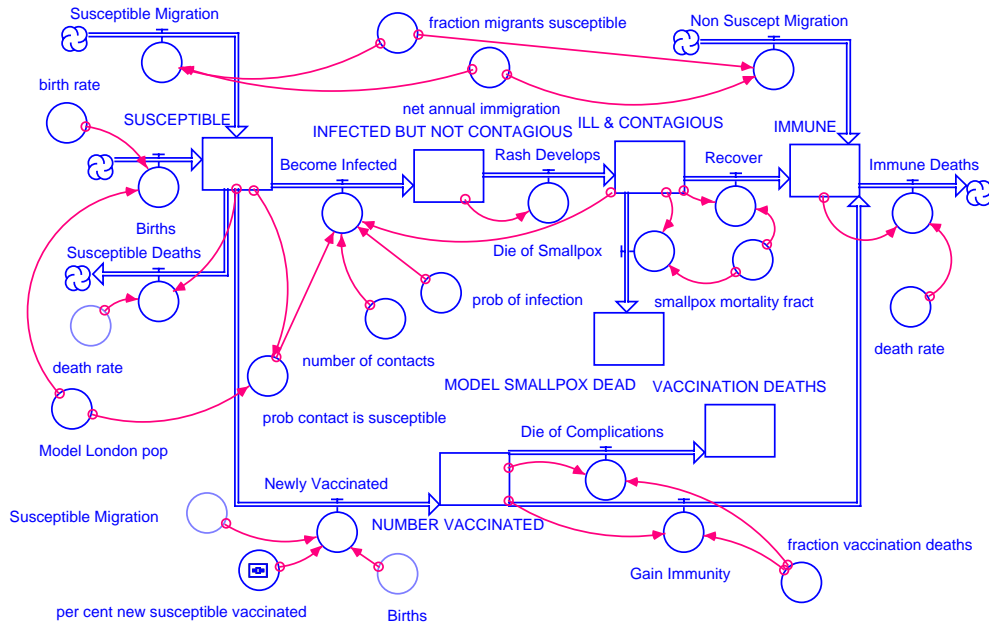 Susceptible Migration
fraction migrants susceptible
Non Suscept Migration
birth rate
net annual immigration
SUSCEPTIBLE
INFECTED BUT NOT CONTAGIOUS
ILL & CONTAGIOUS
IMMUNE
Become Infected
Rash Develops
Recover
Immune Deaths
Births
Susceptible Deaths
Die of Smallpox
prob of infection
smallpox mortality fract
death rate
number of contacts
death rate
MODEL SMALLPOX DEAD
VACCINATION DEATHS
prob contact is susceptible
Model London pop
Die of Complications
Newly Vaccinated
Susceptible Migration
NUMBER VACCINATED
fraction vaccination deaths
Gain Immunity
per cent new susceptible vaccinated
Births